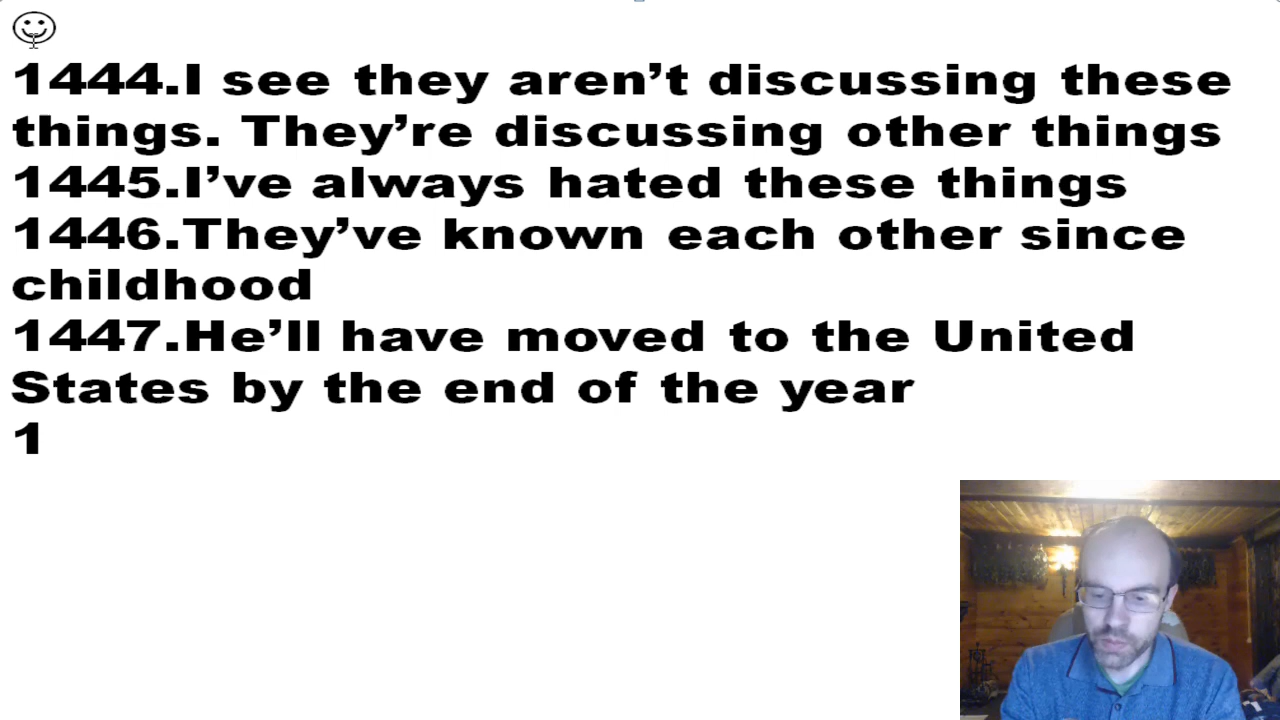 1444.I see they aren’t discussing these
things. They’re discussing other things
1445.I’ve always hated these things
1446.They’ve known each other since
childhood
1447.He’ll have moved to the United
States by the end of the year
1